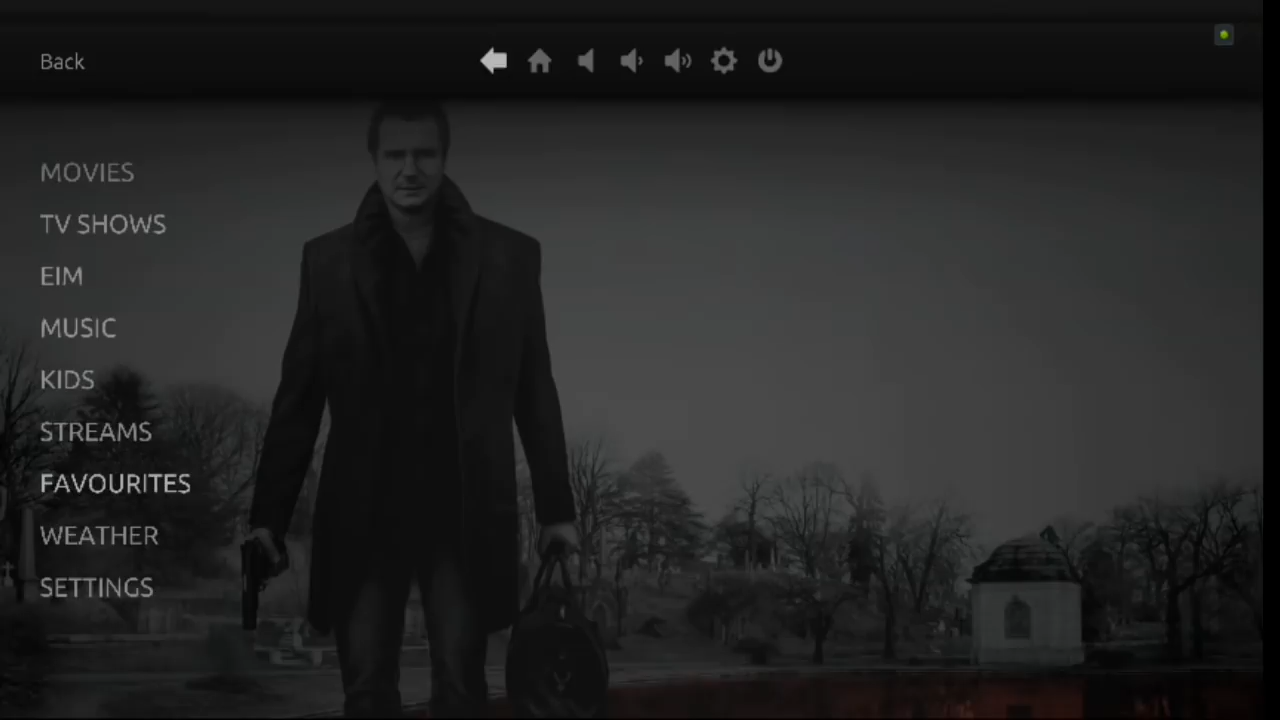 Back
MOVIES
TV SHOWS
EIM
MUSIC
KIDS
STREAMS
FAVOURITES
WEATHER
SETTINGS